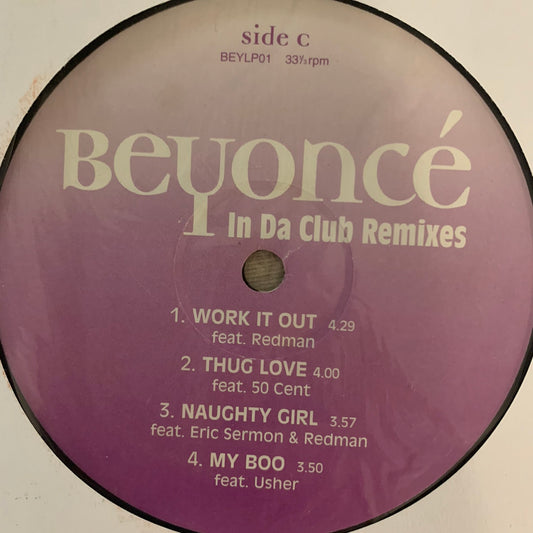 side c
BEYLP01 33⅓rpm
BEYONCÉ
In Da Club Remixes
1. WORK IT OUT 4.29
feat. Redman
2. THUG LOVE 4.00
feat. 50 Cent
3. NAUGHTY GIRL 3.57
feat. Eric Sermon & Redman
4. MY BOO 3.50
feat. Usher